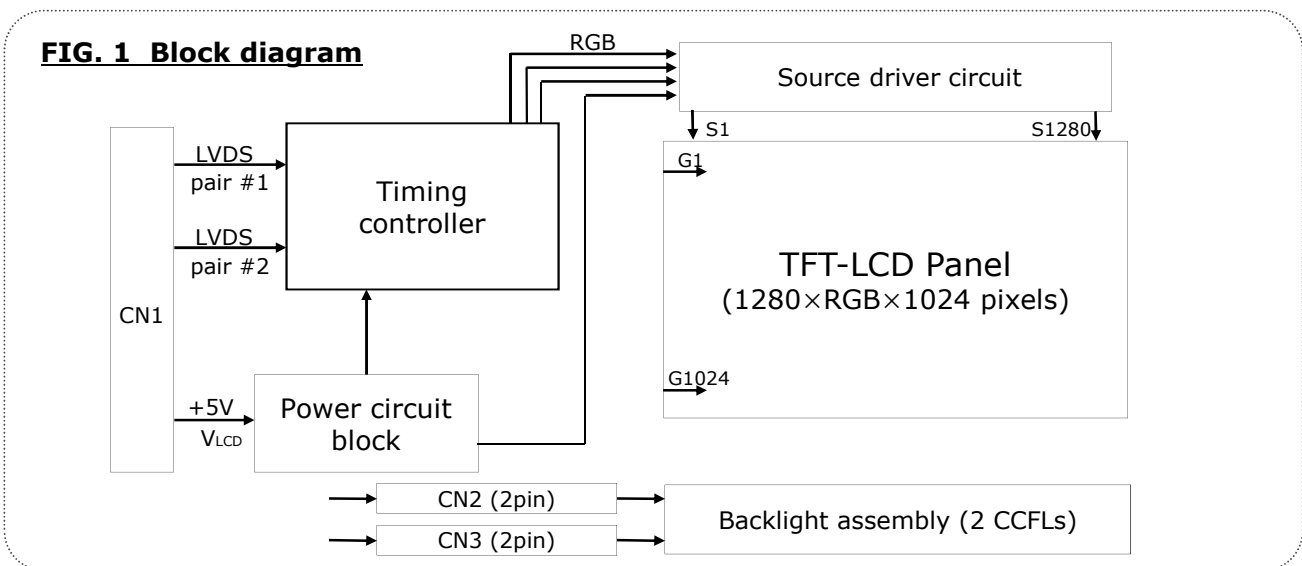 FIG. 1 Block diagram
RGB
Source driver circuit
S1
S1280
CN1
LVDS
pair #1
LVDS
pair #2
Timing
controller
G1
TFT-LCD Panel
(1280×RGB×1024 pixels)
G1024
+5V
VLCD
Power circuit
block
CN2 (2pin)
CN3 (2pin)
Backlight assembly (2 CCFLs)